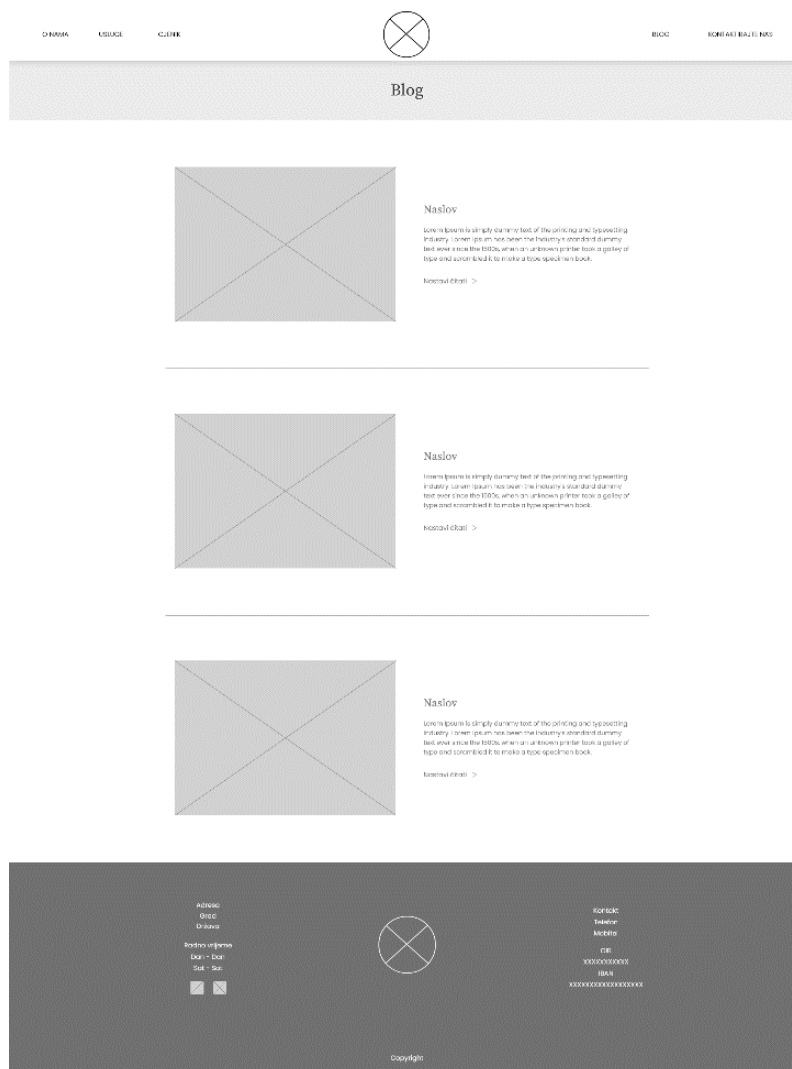 O NAMA
USLUGE
CJENIK
BLOG
KONTAKTIRAJTE NAS
Blog
Naslov
Lorem Ipsum is simply dummy text of the printing and typesetting
industry. Lorem Ipsum has been the industry's standard dummy
text ever since the 1500s, when an unknown printer took a galley of
type and scrambled it to make a type specimen book.
Nastavi čitati >
Naslov
Lorem Ipsum is simply dummy text of the printing and typesetting
industry. Lorem Ipsum has been the industry's standard dummy
text ever since the 1500s, when an unknown printer took a galley of
type and scrambled it to make a type specimen book.
Nastavi čitati >
Naslov
Lorem Ipsum is simply dummy text of the printing and typesetting
industry. Lorem Ipsum has been the industry's standard dummy
text ever since the 1500s, when an unknown printer took a galley of
type and scrambled it to make a type specimen book.
Nastavi čitati >
Adresa
Grad
Država
Radno vrijeme
Dan - Dan
Sat - Sat
Kontakt
Telefon
Mobitel
OIB
XXXXXXXXXXX
IBAN
XXXXXXXXXXXXXXXXXX
Copyright